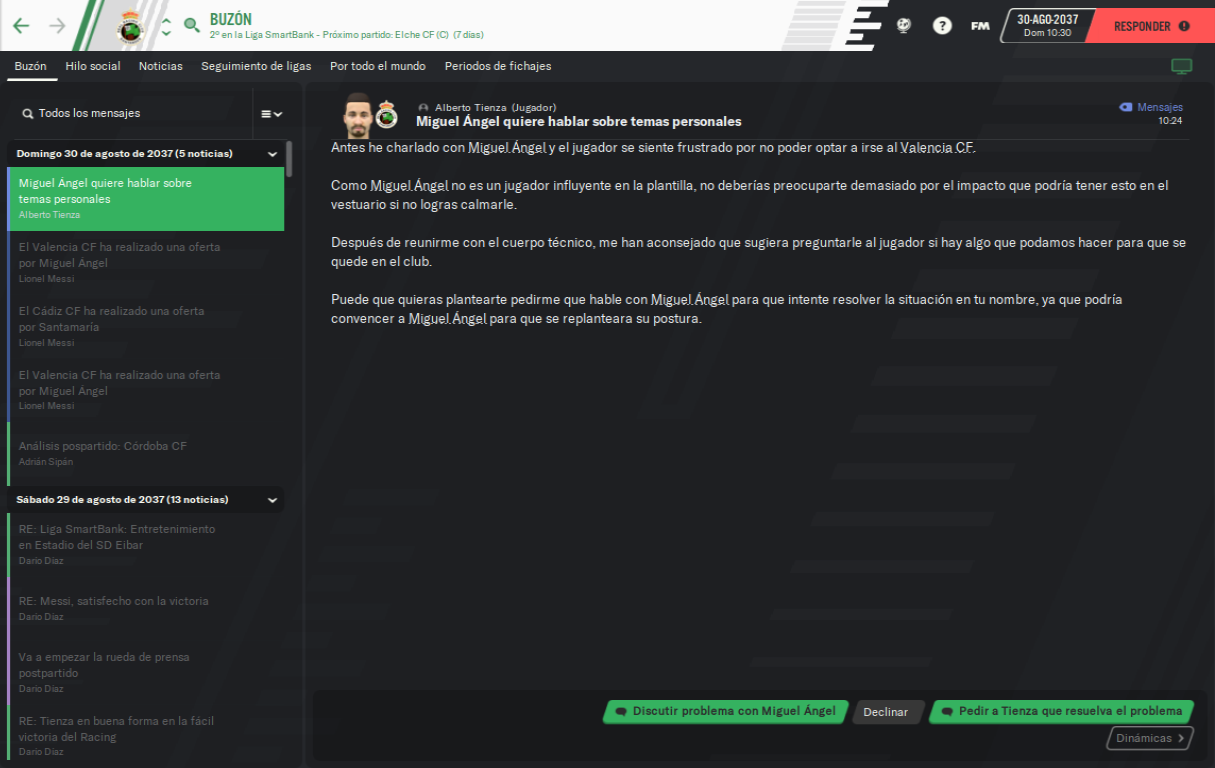 BUZÓN
2º en la Liga SmartBank - Próximo partido: Elche CF (C) (7 días)
?
FM
30-AGO-2037
Dom 10:30
RESPONDER
Buzón Hilo social Noticias Seguimiento de ligas Por todo el mundo Periodos de fichajes
Todos los mensajes
Domingo 30 de agosto de 2037 (5 noticias)
Miguel Ángel quiere hablar sobre
temas personales
Alberto Tienza
El Valencia CF ha realizado una oferta
por Miguel Ángel
Lionel Messi
El Cádiz CF ha realizado una oferta
por Santamaría
Lionel Messi
El Valencia CF ha realizado una oferta
por Miguel Ángel
Lionel Messi
Análisis pospartido: Córdoba CF
Adrián Sipán
Sábado 29 de agosto de 2037 (13 noticias)
RE: Liga SmartBank: Entretenimiento
en Estadio del SD Eibar
Darío Díaz
RE: Messi, satisfecho con la victoria
Darío Díaz
Va a empezar la rueda de prensa
postpartido
Darío Díaz
RE: Tienza en buena forma en la fácil
victoria del Racing
Darío Díaz
Alberto Tienza (Jugador)
Miguel Ángel quiere hablar sobre temas personales
Mensajes
10:24
Antes he charlado con Miguel Ángel y el jugador se siente frustrado por no poder optar a irse al Valencia CF.
Como Miguel Ángel no es un jugador influyente en la plantilla, no deberías preocuparte demasiado por el impacto que podría tener esto en el
vestuario si no logras calmarle.
Después de reunirme con el cuerpo técnico, me han aconsejado que sugiera preguntarle al jugador si hay algo que podamos hacer para que se
quede en el club.
Puede que quieras plantearte pedirme que hable con Miguel Ángel para que intente resolver la situación en tu nombre, ya que podría
convencer a Miguel Ángel para que se replanteara su postura.
Discutir problema con Miguel Ángel
Declinar
Pedir a Tienza que resuelva el problema
Dinámicas